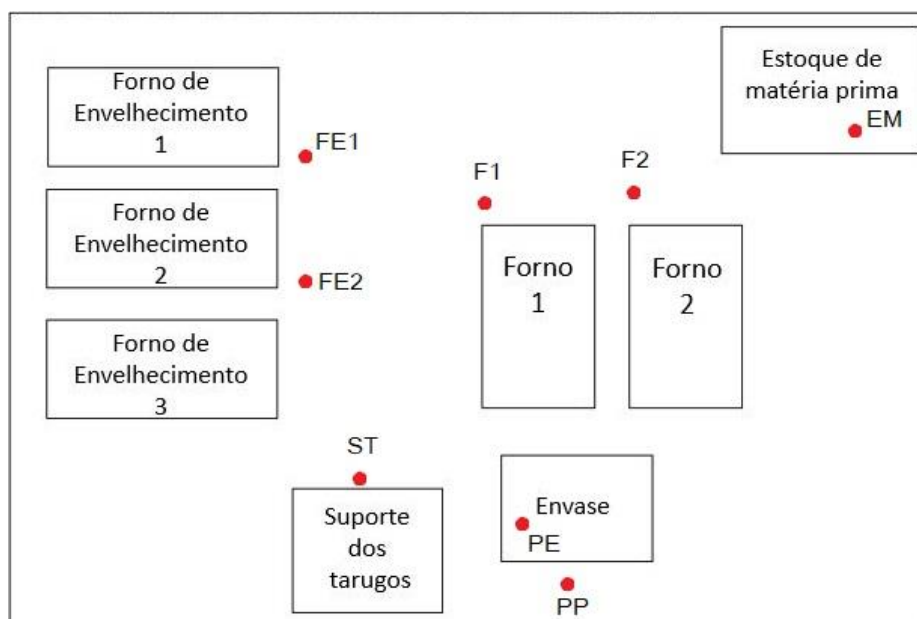 Forno de
Envelhecimento
1
FE1
Forno de
Envelhecimento
2
FE2
Forno de
Envelhecimento
3
F1
F2
Forno
1
Forno
2
Estoque de
matéria prima
EM
ST
Suporte
dos
tarugos
Envase
PE
PP